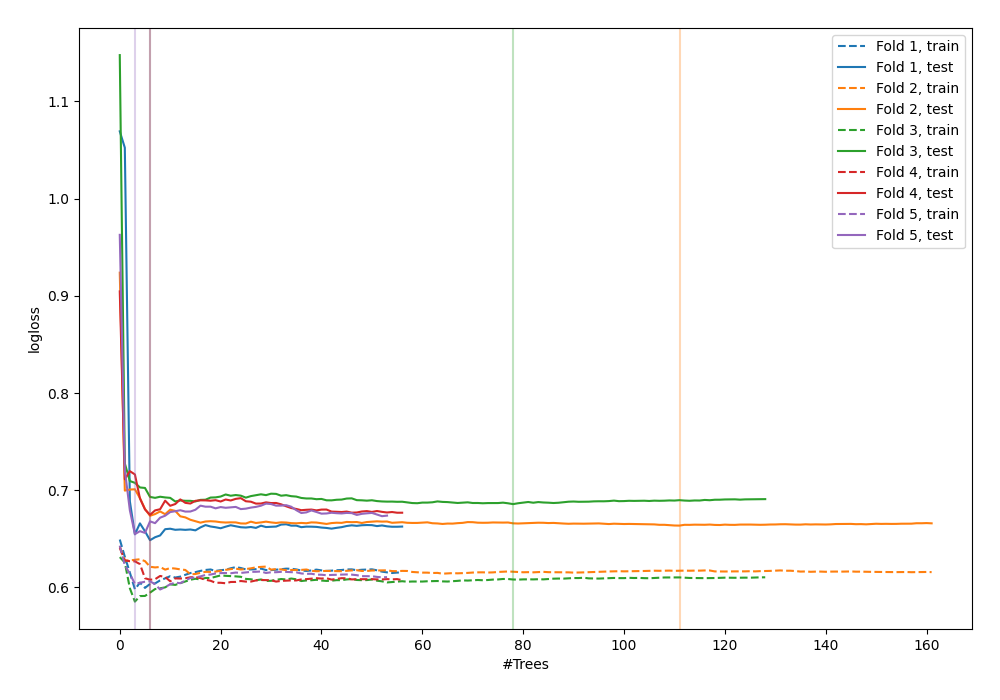 1.1
1.0
0.9
0.8
0.7
0.6
logloss
0
20
40
60
80
100
120
140
160
#Trees
Fold 1, train
Fold 1, test
Fold 2, train
Fold 2, test
Fold 3, train
Fold 3, test
Fold 4, train
Fold 4, test
Fold 5, train
Fold 5, test